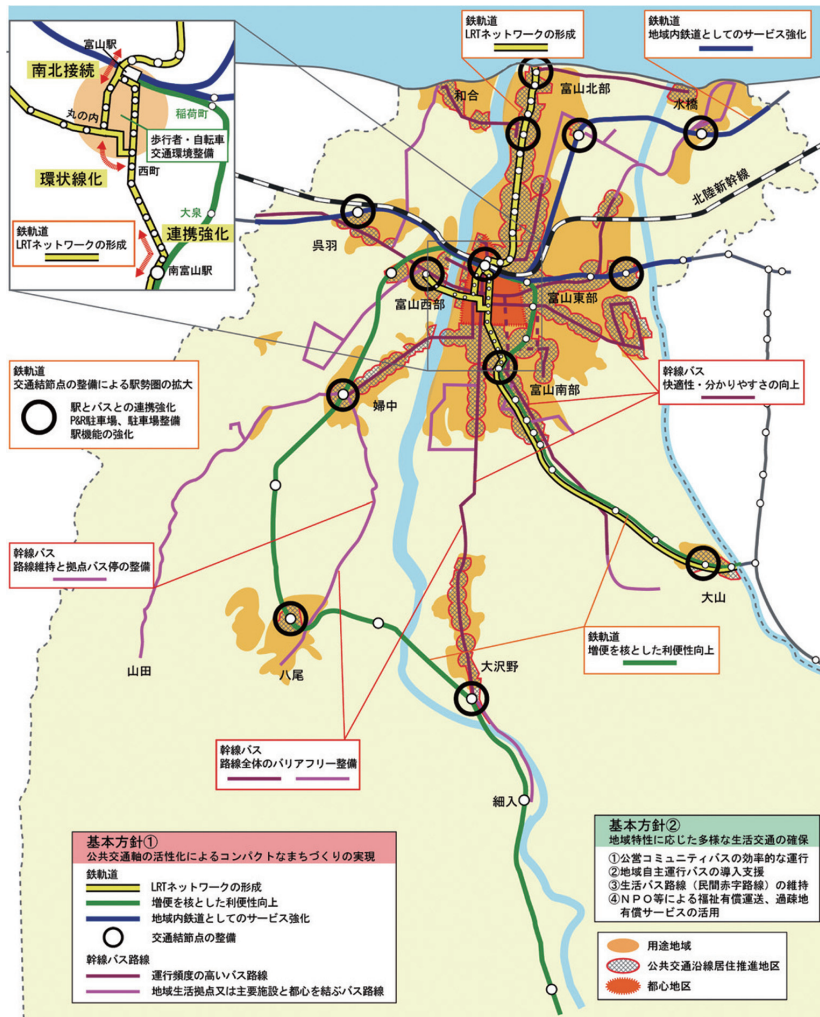 富山駅
南北接続
丸の内
稲荷町
歩行者・自転車
交通環境整備
環状線化
西町
大泉
鉄軌道
LRTネットワークの形成
連携強化
南富山駅
鉄軌道
LRTネットワークの形成
鉄軌道
地域内鉄道としてのサービス強化
和合
富山北部
水橋
北陸新幹線
呉羽
富山西部
富山東部
富山南部
婦中
鉄軌道
交通結節点の整備による駅勢圏の拡大
駅とバスとの連携強化
P&R駐車場、駐車場整備
駅機能の強化
幹線バス
快適性・分かりやすさの向上
幹線バス
路線維持と拠点バス停の整備
大山
鉄軌道
増便を核とした利便性向上
山田
八尾
大沢野
幹線バス
路線全体のバリアフリー整備
細入
基本方針①
公共交通軸の活性化によるコンパクトなまちづくりの実現
鉄軌道
LRTネットワークの形成
増便を核とした利便性向上
地域内鉄道としてのサービス強化
交通結節点の整備
幹線バス路線
運行頻度の高いバス路線
地域生活拠点又は主要施設と都心を結ぶバス路線
基本方針②
地域特性に応じた多様な生活交通の確保
①公営コミュニティバスの効率的な運行
②地域自主運行バスの導入支援
③生活バス路線（民間赤字路線）の維持
④NPO等による福祉有償運送、過疎地
有償サービスの活用
用途地域
公共交通沿線居住推進地区
都心地区